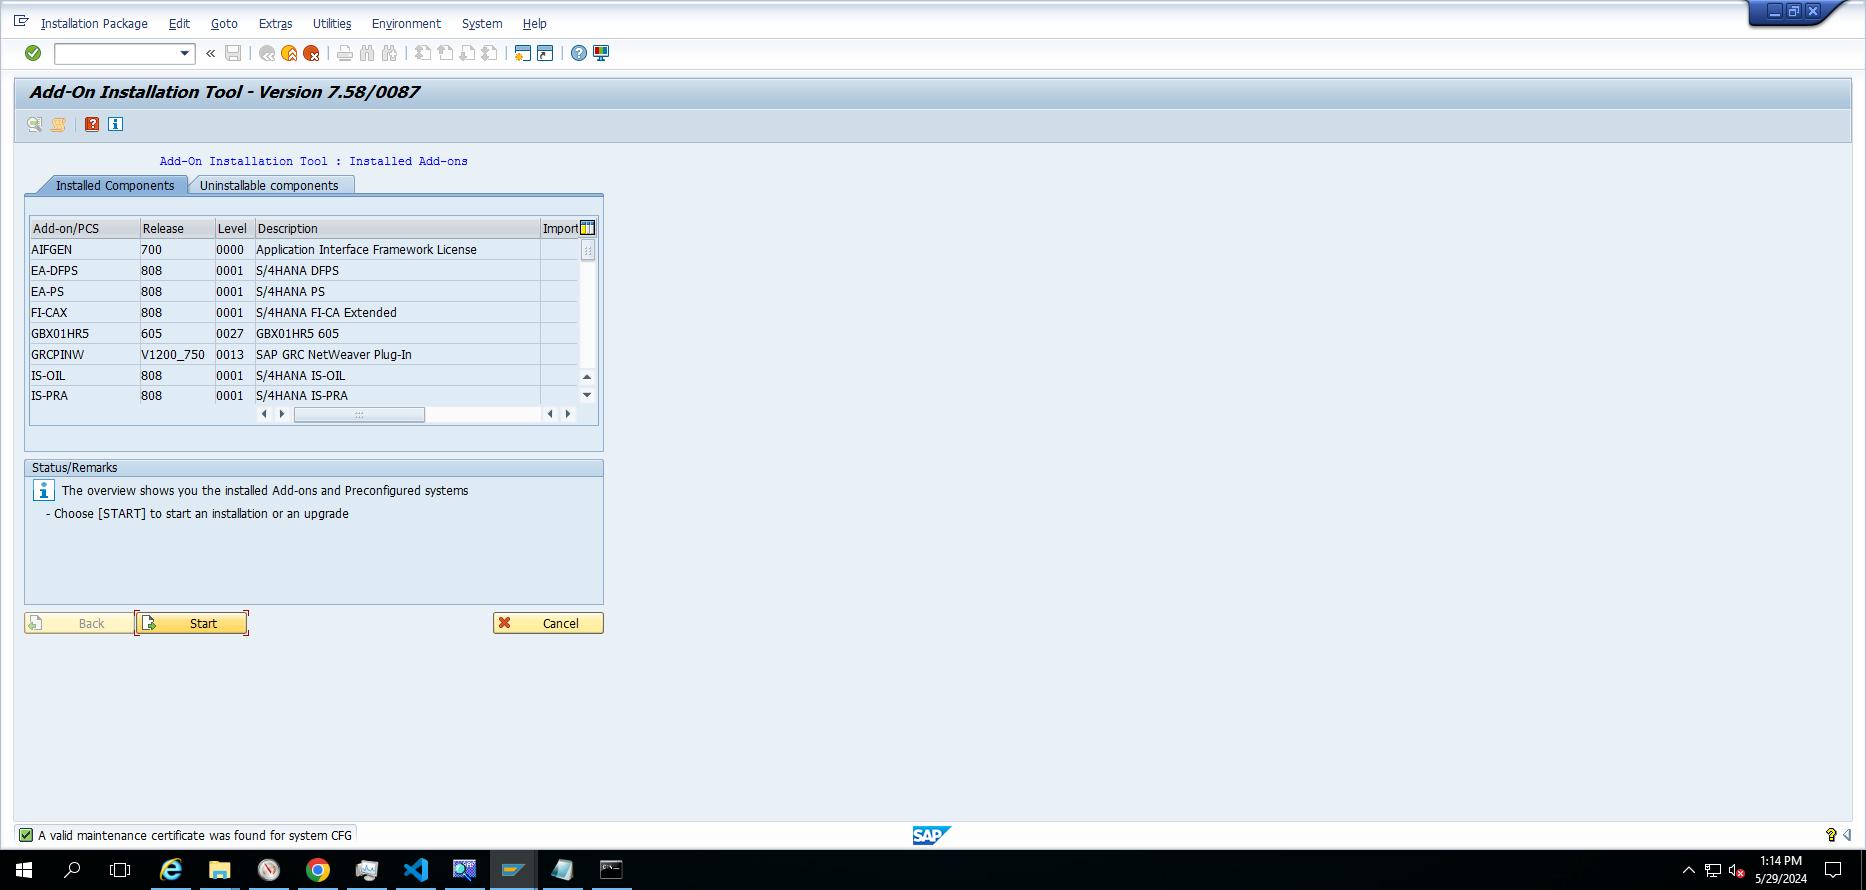 Installation Package Edit Goto Extras Utilities Environment System Help
Add-On Installation Tool - Version 7.58/0087
Add-On Installation Tool : Installed Add-ons
Installed Components Uninstallable components
Add-on/PCS Release Level Description Import
AIFGEN 700 0000 Application Interface Framework License
EA-DFPS 808 0001 S/4HANA DFPS
EA-PS 808 0001 S/4HANA PS
FI-CAX 808 0001 S/4HANA FI-CA Extended
GBX01HR5 605 0027 GBX01HR5 605
GRCPINW V1200_750 0013 SAP GRC NetWeaver Plug-In
IS-OIL 808 0001 S/4HANA IS-OIL
IS-PRA 808 0001 S/4HANA IS-PRA
Status/Remarks
The overview shows you the installed Add-ons and Preconfigured systems
- Choose [START] to start an installation or an upgrade
Back Start Cancel
A valid maintenance certificate was found for system CFG
SAP
1:14 PM
5/29/2024